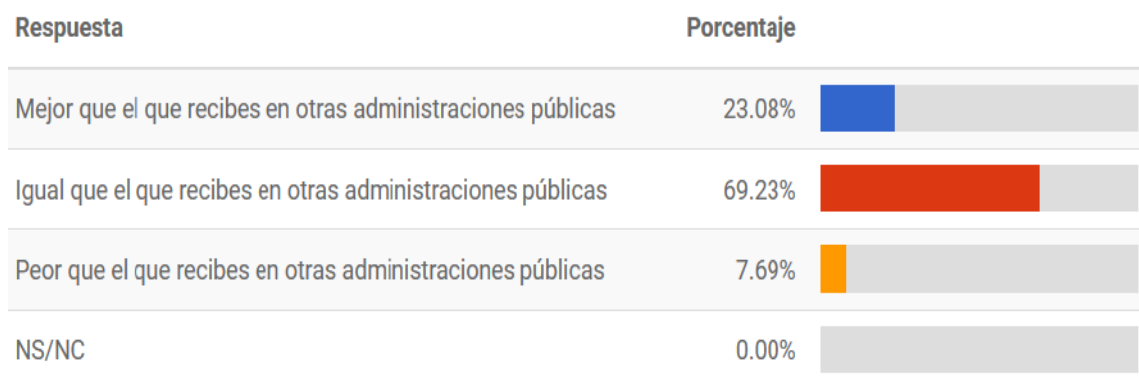 Respuesta Porcentaje
Mejor que el que recibes en otras administraciones públicas 23.08%
Igual que el que recibes en otras administraciones públicas 69.23%
Peor que el que recibes en otras administraciones públicas 7.69%
NS/NC 0.00%